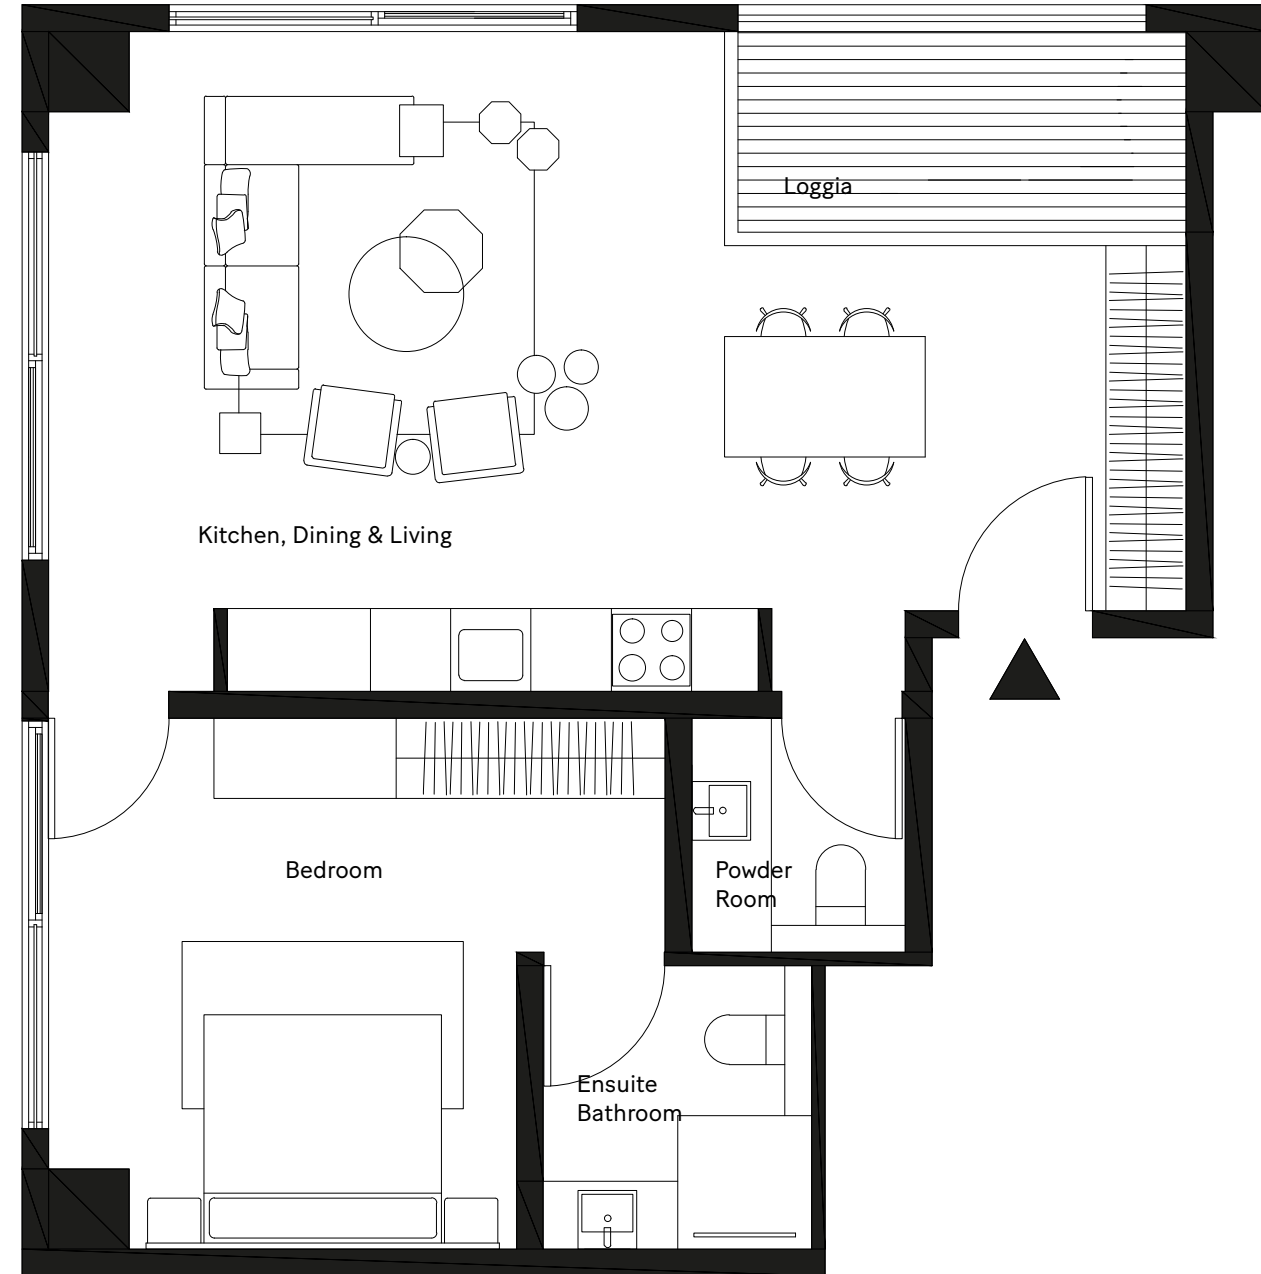 Loggia
Kitchen, Dining & Living
Bedroom
Powder
Room
Ensuite
Bathroom